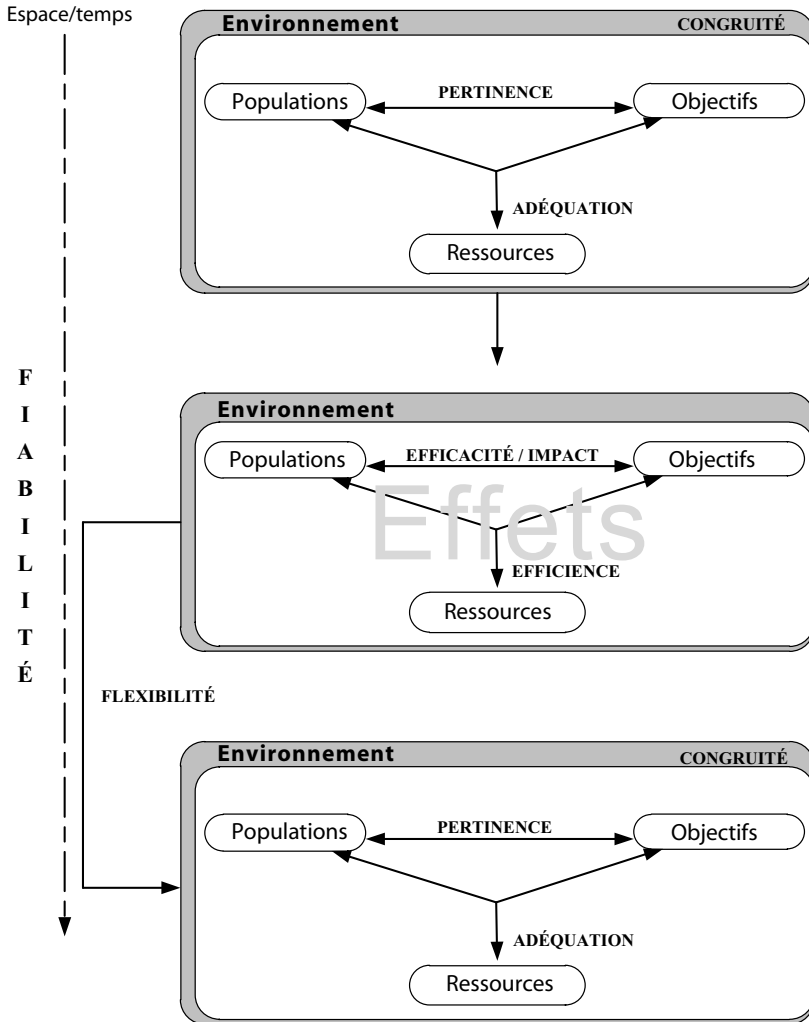 Espace/temps
Environnement CONGRUITÉ
Populations PERTINENCE Objectifs
ADÉQUATION
Ressources
F
I
A
B
I
L
I
T
É
Environnement
Populations EFFICACITÉ / IMPACT Objectifs
Effets
EFFICIENCE
Ressources
FLEXIBILITÉ
Environnement CONGRUITÉ
Populations PERTINENCE Objectifs
ADÉQUATION
Ressources